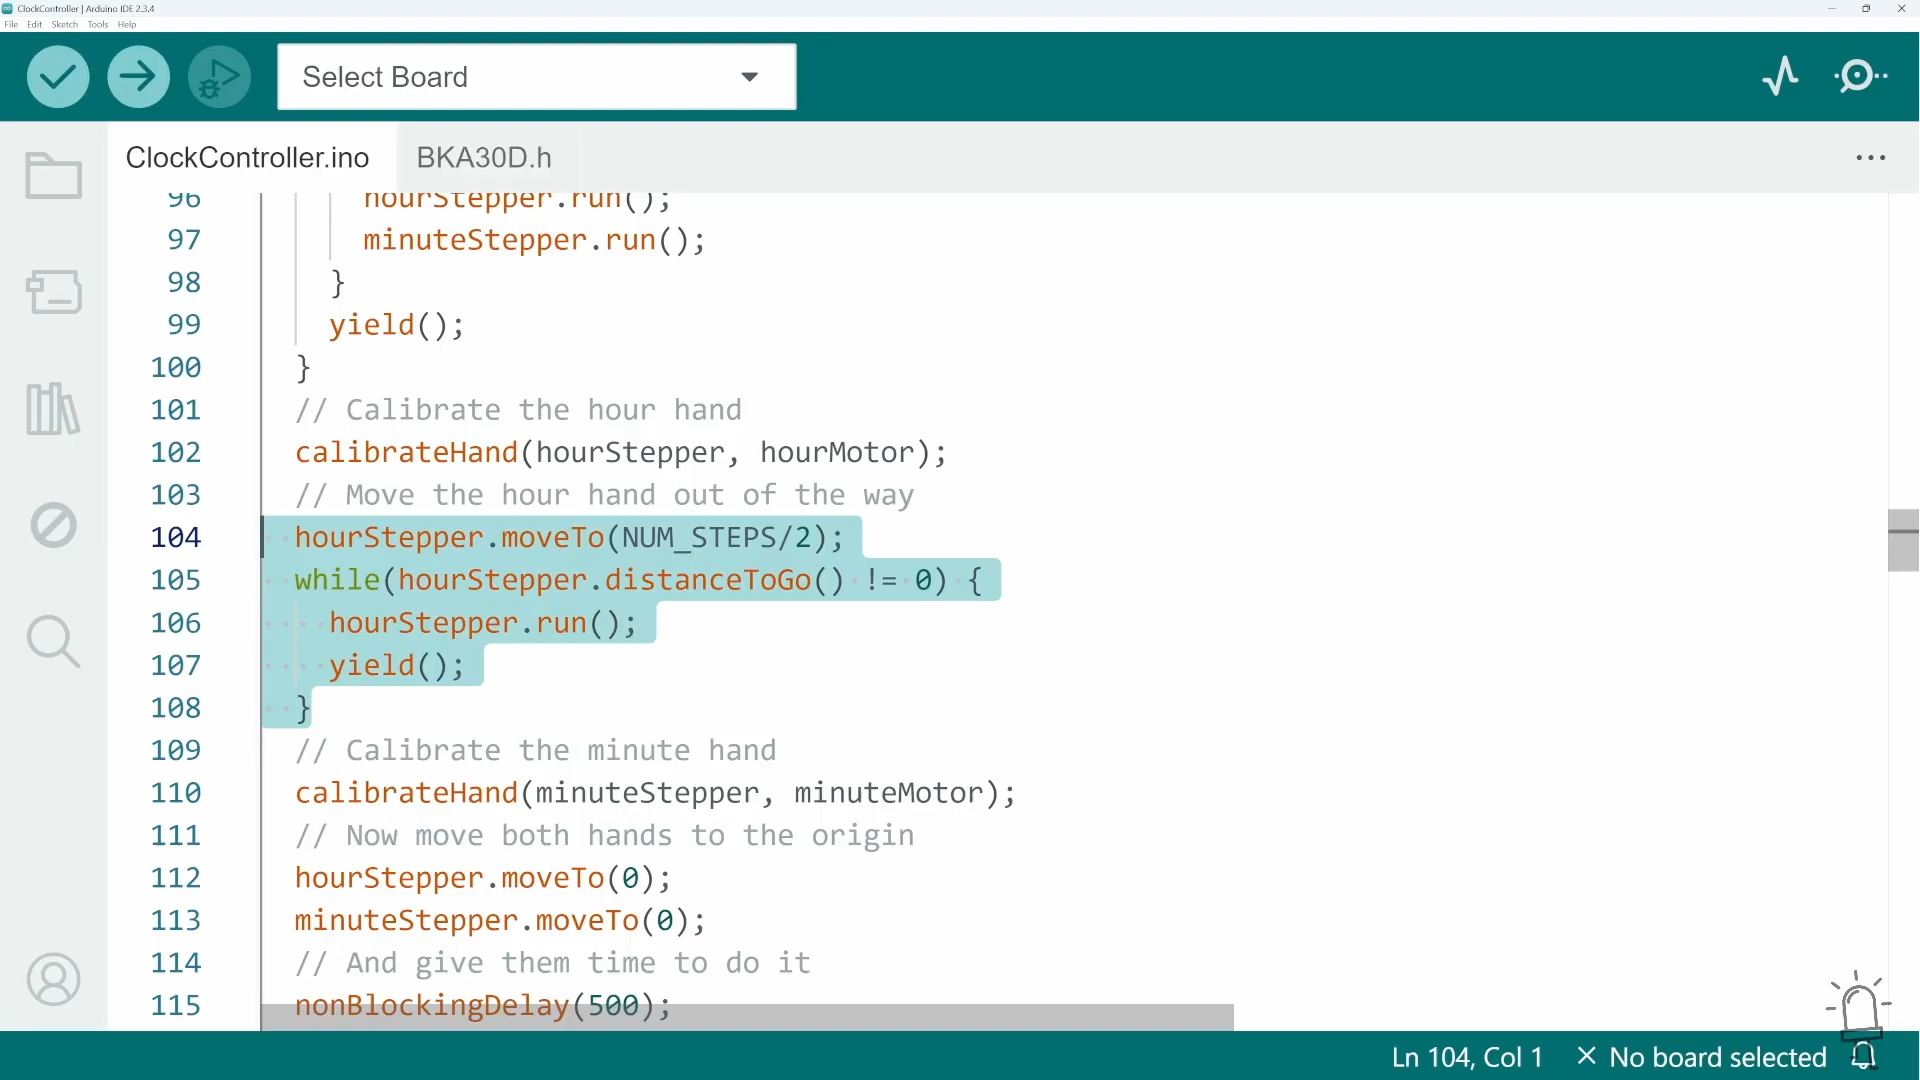 ClockController | Arduino IDE 2.3.4
File Edit Sketch Tools Help
Select Board
ClockController.ino BKA30D.h
96 hourStepper.run();
97 minuteStepper.run();
98 }
99 yield();
100 }
101 // Calibrate the hour hand
102 calibrateHand(hourStepper, hourMotor);
103 // Move the hour hand out of the way
104 hourStepper.moveTo(NUM_STEPS/2);
105 while(hourStepper.distanceToGo() != 0) {
106 hourStepper.run();
107 yield();
108 }
109 // Calibrate the minute hand
110 calibrateHand(minuteStepper, minuteMotor);
111 // Now move both hands to the origin
112 hourStepper.moveTo(0);
113 minuteStepper.moveTo(0);
114 // And give them time to do it
115 nonBlockingDelay(500);
Ln 104, Col 1 × No board selected